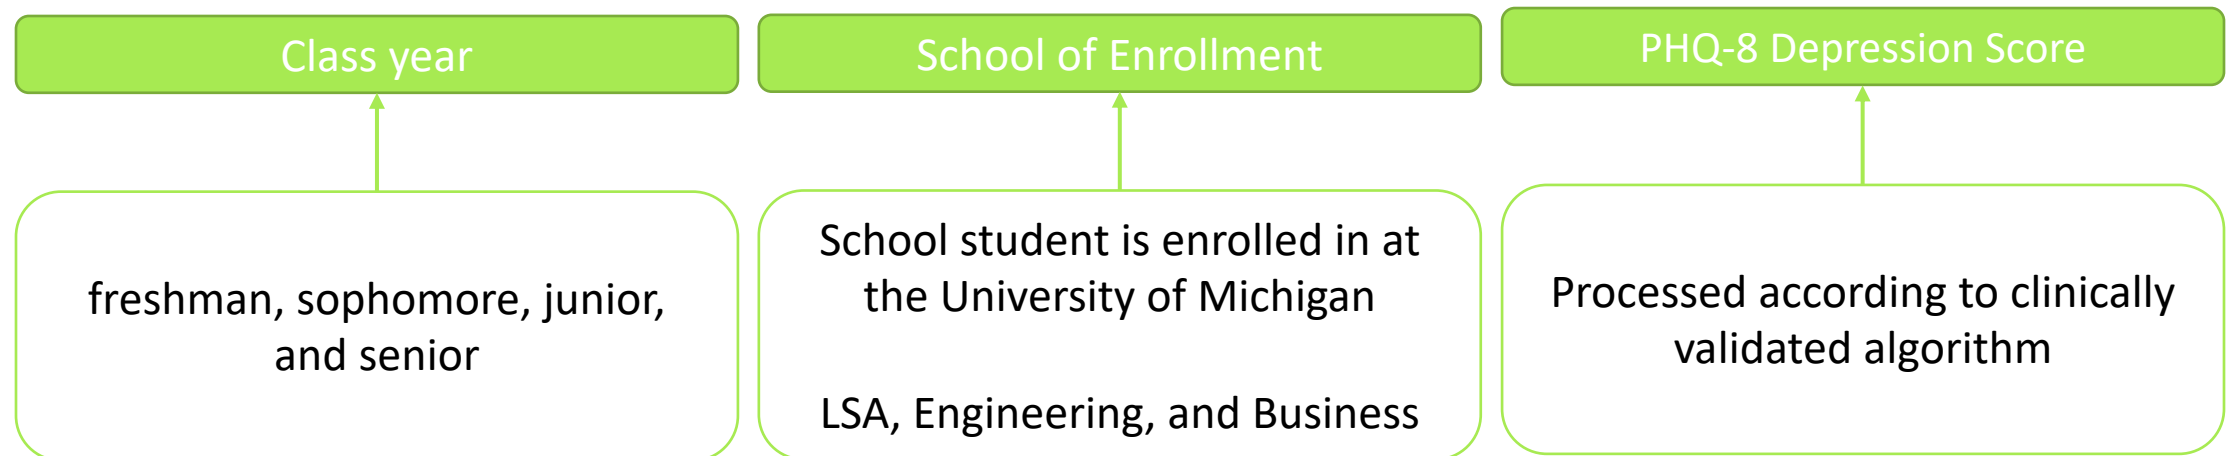 Class year
School of Enrollment
PHQ-8 Depression Score
freshman, sophomore, junior,
and senior
School student is enrolled in at
the University of Michigan
LSA, Engineering, and Business
Processed according to clinically
validated algorithm